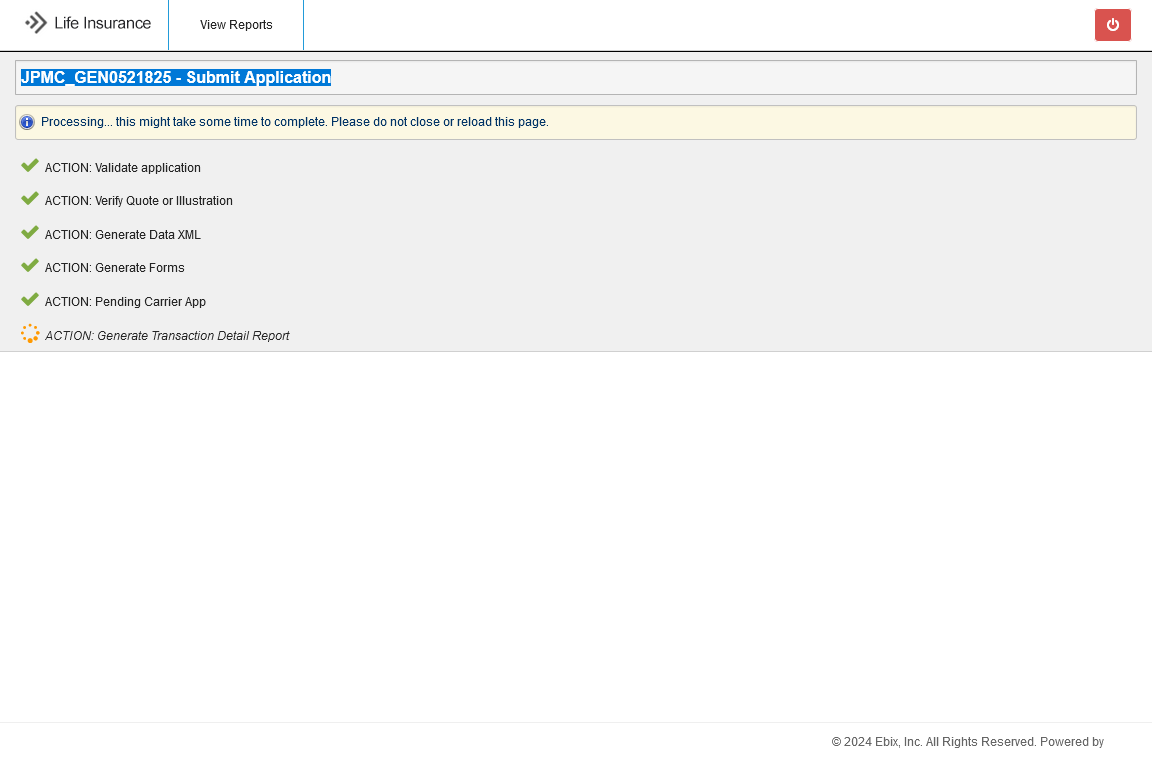 Life Insurance
View Reports
JPMC_GEN0521825 - Submit Application
Processing... this might take some time to complete. Please do not close or reload this page.
ACTION: Validate application
ACTION: Verify Quote or Illustration
ACTION: Generate Data XML
ACTION: Generate Forms
ACTION: Pending Carrier App
ACTION: Generate Transaction Detail Report
© 2024 Ebix, Inc. All Rights Reserved. Powered by